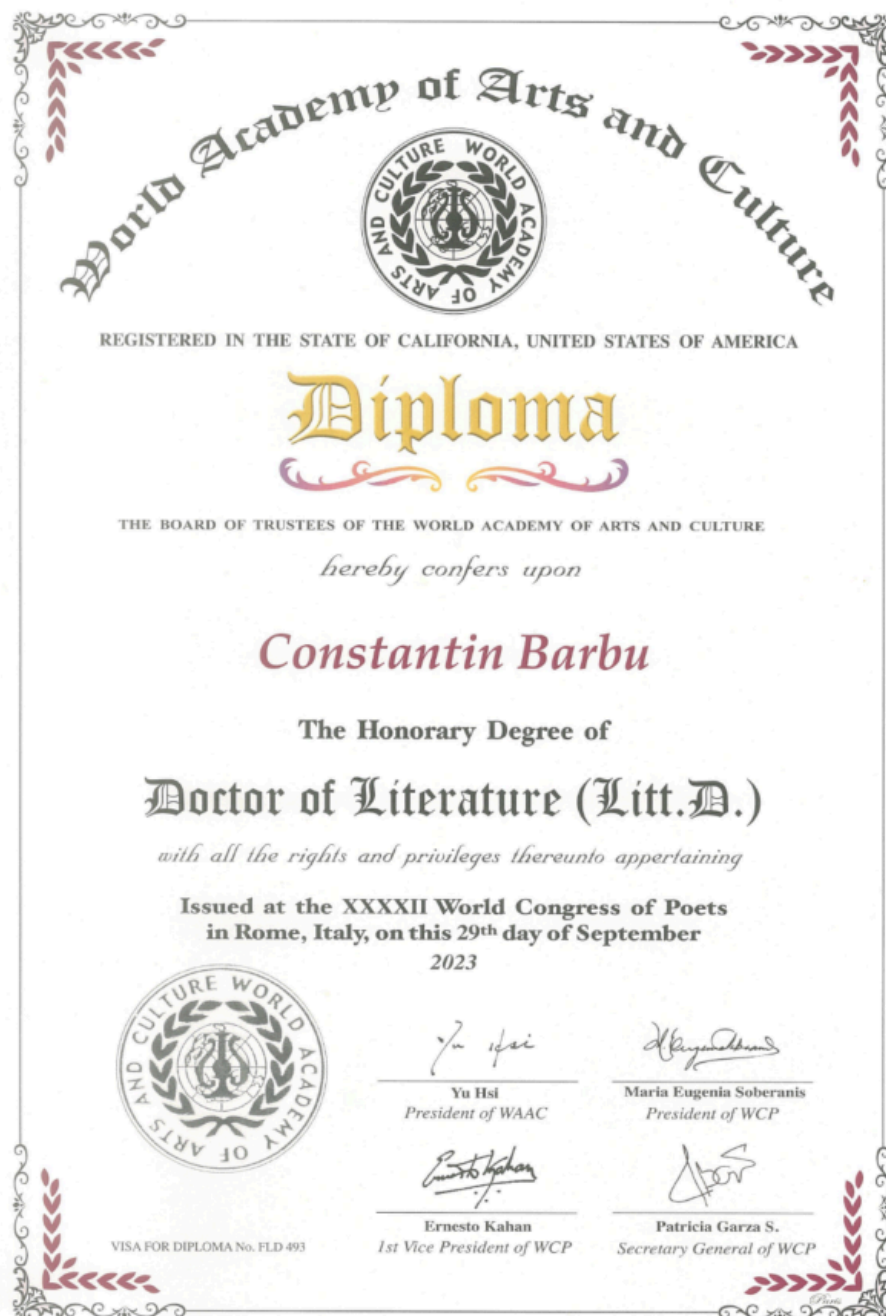 World Academy of Arts and Culture
WORLD ACADEMY OF ARTS AND CULTURE
REGISTERED IN THE STATE OF CALIFORNIA, UNITED STATES OF AMERICA
Diploma
THE BOARD OF TRUSTEES OF THE WORLD ACADEMY OF ARTS AND CULTURE
hereby confers upon
Constantin Barbu
The Honorary Degree of
Doctor of Literature (Litt.D.)
with all the rights and privileges thereunto appertaining
Issued at the XXXXII World Congress of Poets
in Rome, Italy, on this 29th day of September
2023
WORLD ACADEMY OF ARTS AND CULTURE
Yu Hsi
Yu Hsi
President of WAAC
Maria Eugenia Soberanis
President of WCP
Ernesto Kahan
Ernesto Kahan
1st Vice President of WCP
Patricia Garza S.
Secretary General of WCP
VISA FOR DIPLOMA No. FLD 493